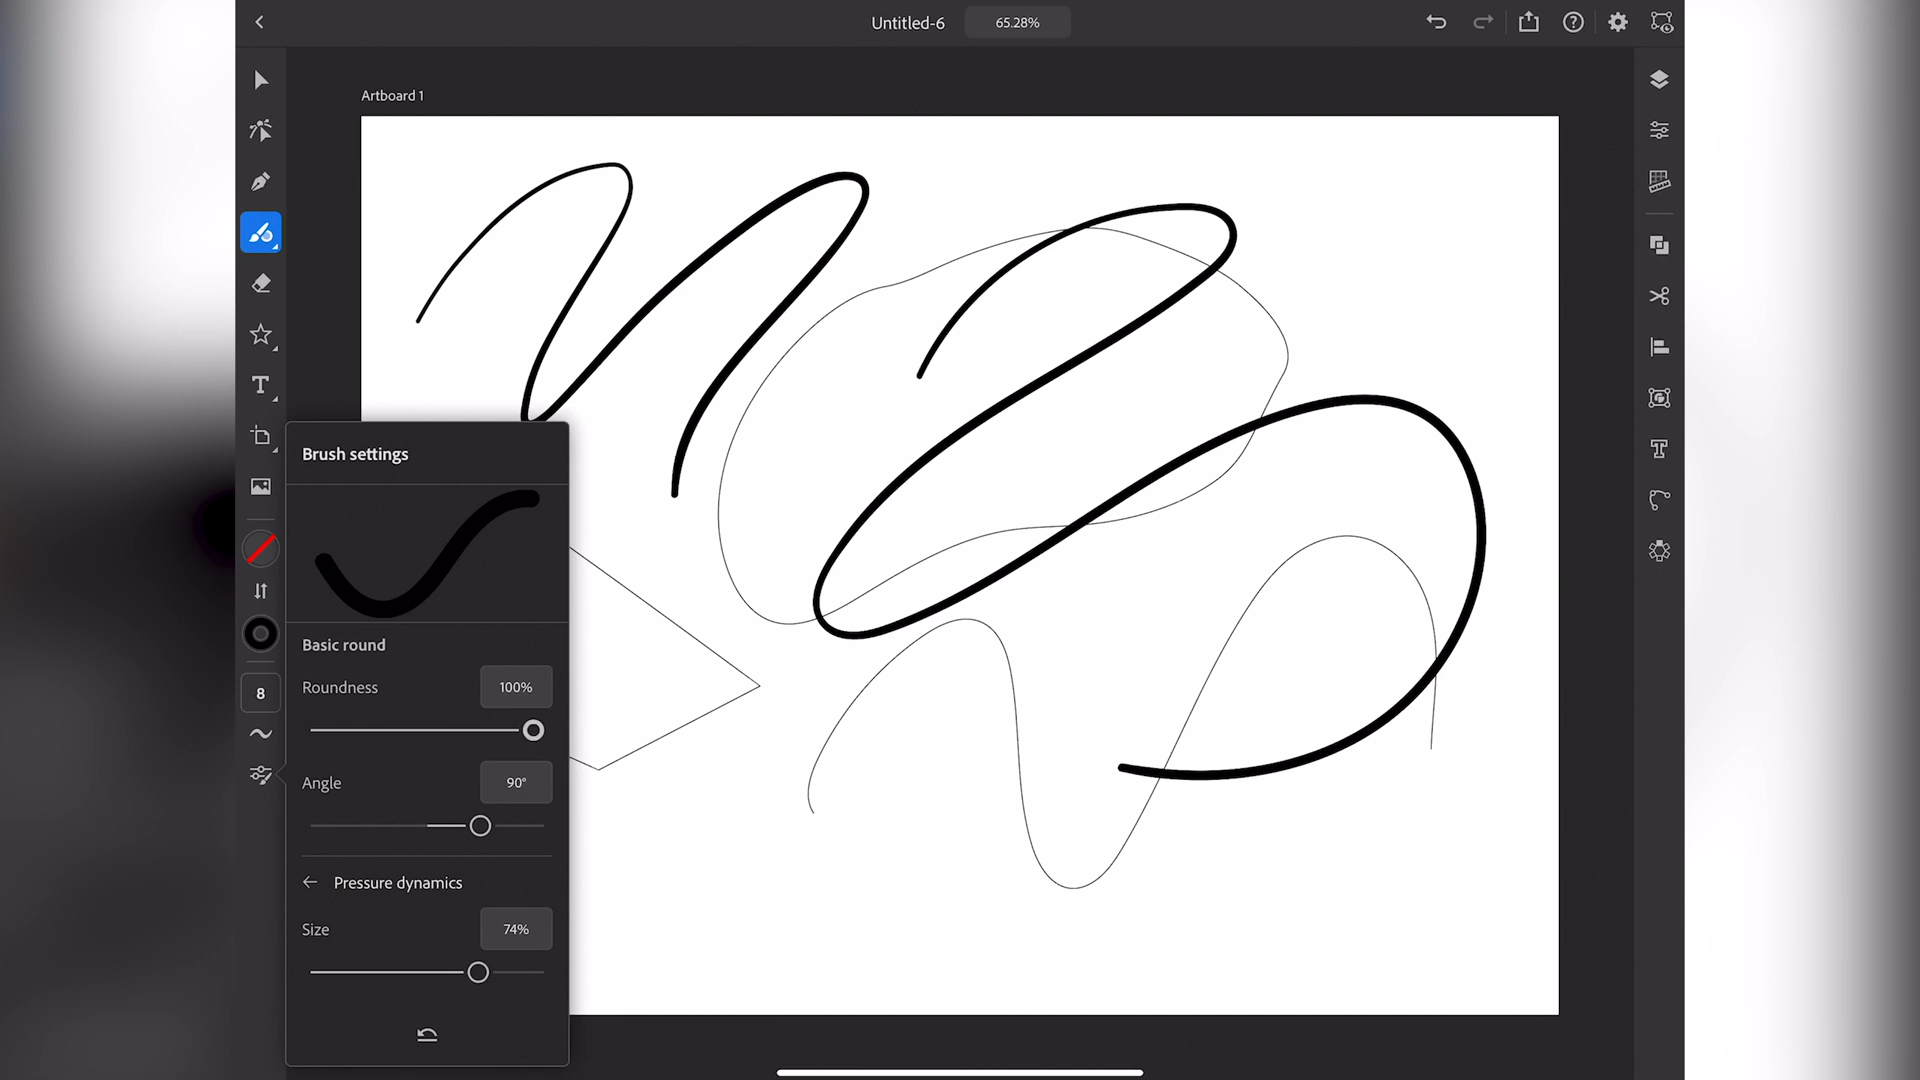 Untitled-6
65.28%
Artboard 1
Brush settings
Basic round
Roundness
100%
8
Angle
90°
Pressure dynamics
Size
74%